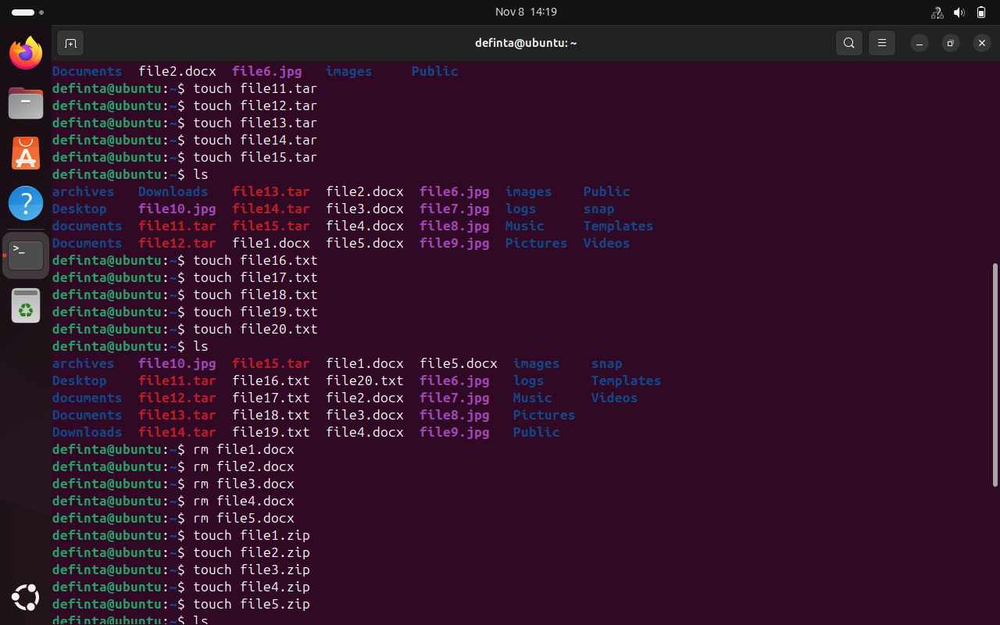 Nov 8 14:19
definta@ubuntu: ~
Documents file2.docx file6.jpg images Public
definta@ubuntu:~$ touch file11.tar
definta@ubuntu:~$ touch file12.tar
definta@ubuntu:~$ touch file13.tar
definta@ubuntu:~$ touch file14.tar
definta@ubuntu:~$ touch file15.tar
definta@ubuntu:~$ ls
archives Downloads file13.tar file2.docx file6.jpg images Public
Desktop file10.jpg file14.tar file3.docx file7.jpg logs snap
documents file11.tar file15.tar file4.docx file8.jpg Music Templates
Documents file12.tar file1.docx file5.docx file9.jpg Pictures Videos
definta@ubuntu:~$ touch file16.txt
definta@ubuntu:~$ touch file17.txt
definta@ubuntu:~$ touch file18.txt
definta@ubuntu:~$ touch file19.txt
definta@ubuntu:~$ touch file20.txt
definta@ubuntu:~$ ls
archives file10.jpg file15.tar file1.docx file5.docx images snap
Desktop file11.tar file16.txt file20.txt file6.jpg logs Templates
documents file12.tar file17.txt file2.docx file7.jpg Music Videos
Documents file13.tar file18.txt file3.docx file8.jpg Pictures
Downloads file14.tar file19.txt file4.docx file9.jpg Public
definta@ubuntu:~$ rm file1.docx
definta@ubuntu:~$ rm file2.docx
definta@ubuntu:~$ rm file3.docx
definta@ubuntu:~$ rm file4.docx
definta@ubuntu:~$ rm file5.docx
definta@ubuntu:~$ touch file1.zip
definta@ubuntu:~$ touch file2.zip
definta@ubuntu:~$ touch file3.zip
definta@ubuntu:~$ touch file4.zip
definta@ubuntu:~$ touch file5.zip
definta@ubuntu:~$ ls